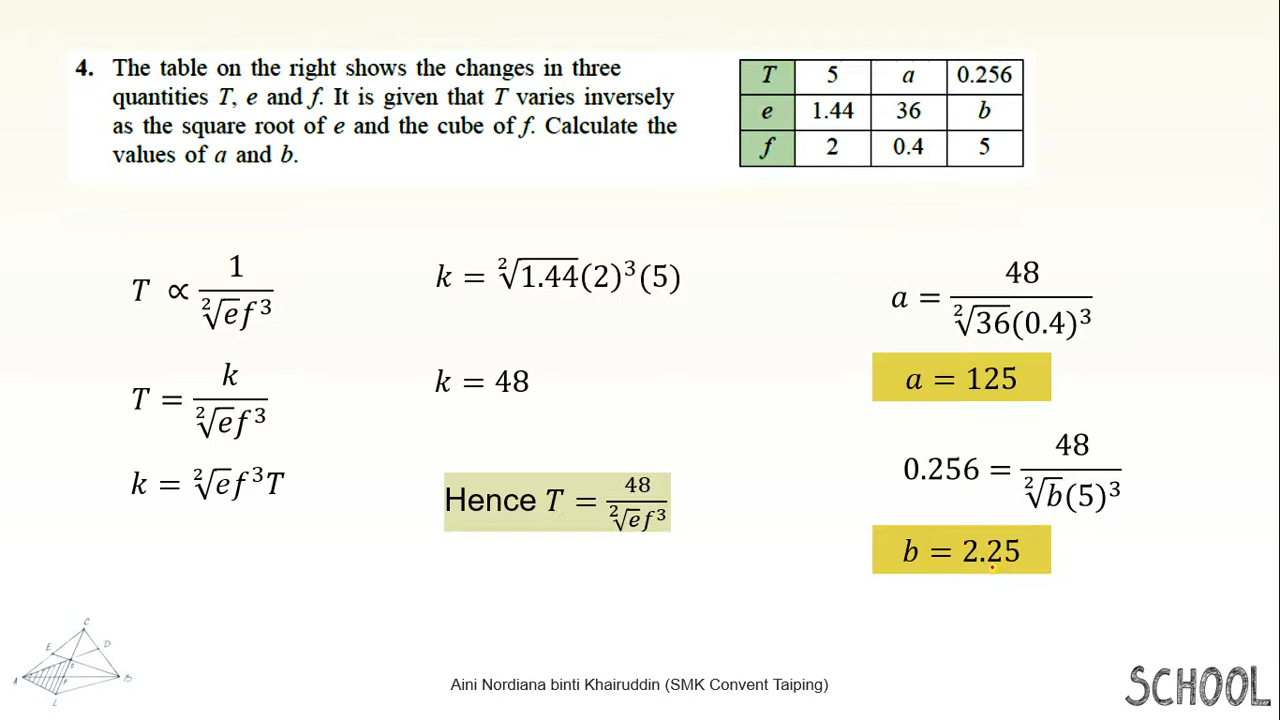 4. The table on the right shows the changes in three
quantities T, e and f. It is given that T varies inversely
as the square root of e and the cube of f. Calculate the
values of a and b.
T 5 a 0.256
e 1.44 36 b
f 2 0.4 5
T ∝ 1/(²√e f³)
T = k/(²√e f³)
k = ²√e f³T
k = ²√1.44(2)³(5)
k = 48
Hence T = 48/(²√e f³)
a = 48/(²√36(0.4)³)
a = 125
0.256 = 48/(²√b(5)³)
b = 2.25
C
E
D
A
B
L
Aini Nordiana binti Khairuddin (SMK Convent Taiping)
SCHOOL